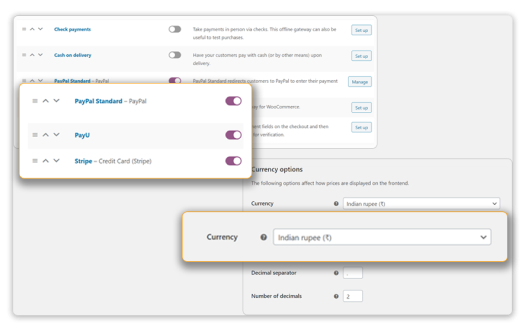 Check payments
Take payments in person via checks. This offline gateway can also be
useful to test purchases.
Set up
Cash on delivery
Have your customers pay with cash (or by other means) upon
delivery.
Set up
PayPal Standard – PayPal
PayPal Standard redirects customers to PayPal to enter their payment
Manage
PayPal Standard – PayPal
way for WooCommerce.
Set up
PayU
fields on the checkout and then
for verification.
Set up
Stripe – Credit Card (Stripe)
Currency options
The following options affect how prices are displayed on the frontend.
Currency
Indian rupee (₹)
Currency
Indian rupee (₹)
Decimal separator
Number of decimals
2